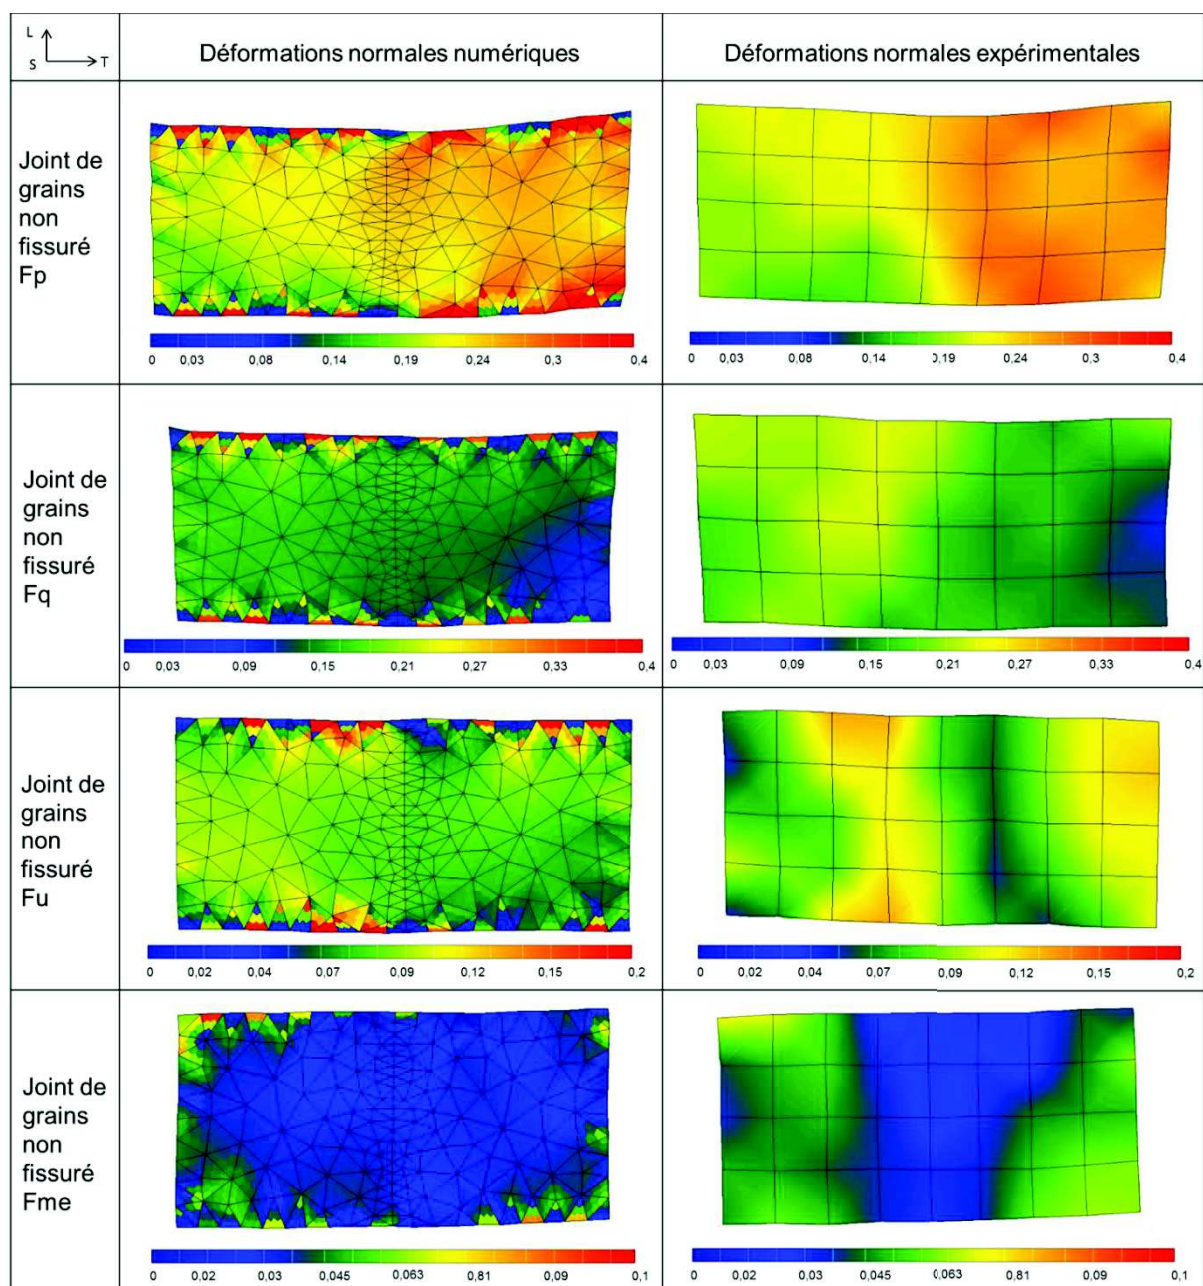 L
S
T
Déformations normales numériques
Déformations normales expérimentales
Joint de
grains
non
fissuré
Fp
0 0,03 0,08 0,14 0,19 0,24 0,3 0,4
0 0,03 0,08 0,14 0,19 0,24 0,3 0,4
Joint de
grains
non
fissuré
Fq
0 0,03 0,09 0,15 0,21 0,27 0,33 0,4
0 0,03 0,09 0,15 0,21 0,27 0,33 0,4
Joint de
grains
non
fissuré
Fu
0 0,02 0,04 0,07 0,09 0,12 0,15 0,2
0 0,02 0,04 0,07 0,09 0,12 0,15 0,2
Joint de
grains
non
fissuré
Fme
0 0,02 0,03 0,045 0,063 0,81 0,09 0,1
0 0,02 0,03 0,045 0,063 0,81 0,09 0,1